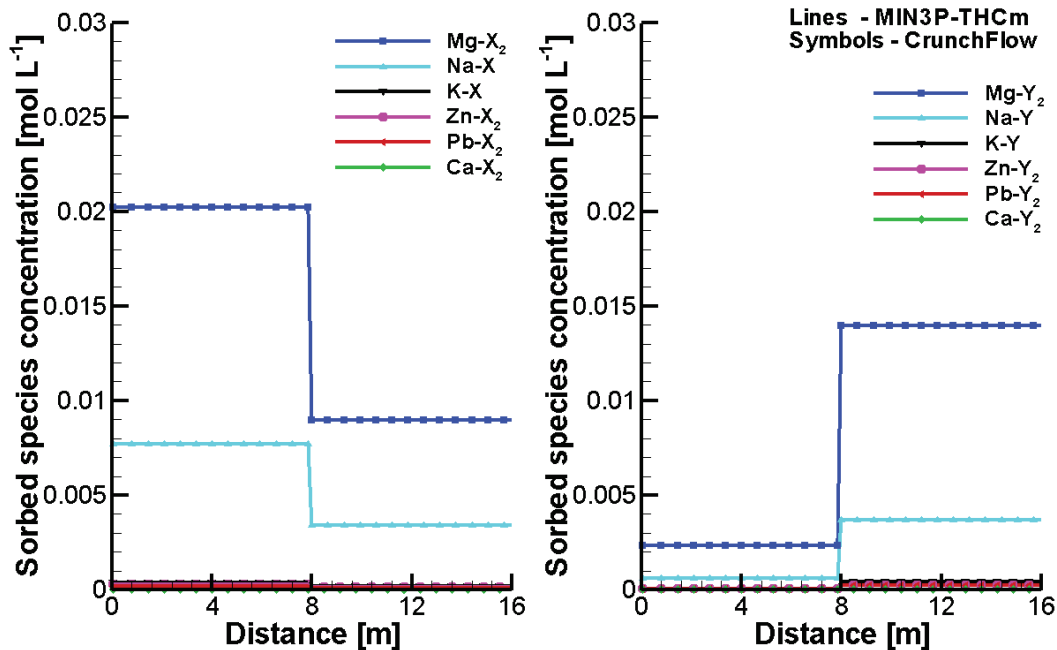 Sorbed species concentration [mol L⁻¹]
0.03
0.025
0.02
0.015
0.01
0.005
0
Mg-X₂
Na-X
K-X
Zn-X₂
Pb-X₂
Ca-X₂
0 4 8 12 16
Distance [m]
Lines - MIN3P-THCm
Symbols - CrunchFlow
Sorbed species concentration [mol L⁻¹]
0.03
0.025
0.02
0.015
0.01
0.005
0
Mg-Y₂
Na-Y
K-Y
Zn-Y₂
Pb-Y₂
Ca-Y₂
0 4 8 12 16
Distance [m]